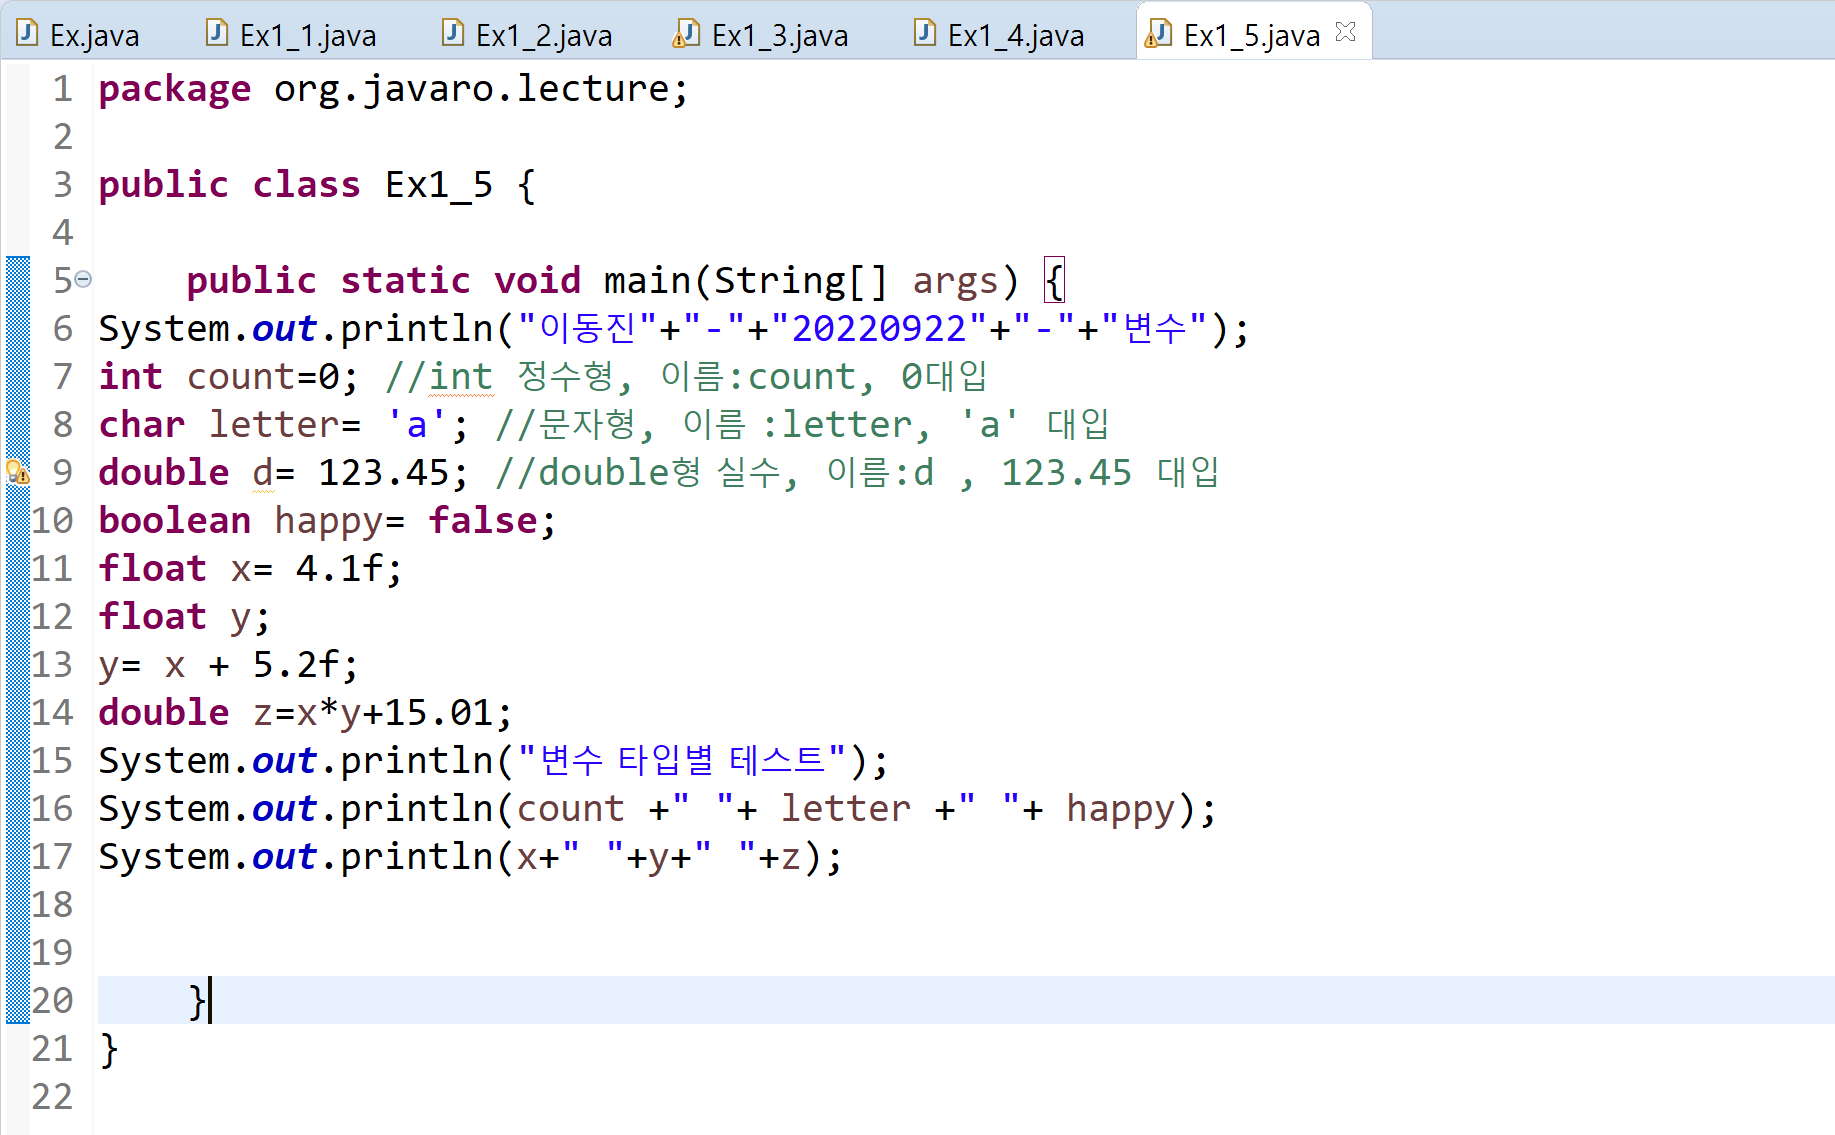 Ex.java Ex1_1.java Ex1_2.java Ex1_3.java Ex1_4.java Ex1_5.java
1 package org.javaro.lecture;
2
3 public class Ex1_5 {
4
5 public static void main(String[] args) {
6 System.out.println("이동진"+"-"+"20220922"+"-"+"변수");
7 int count=0; //int 정수형, 이름:count, 0대입
8 char letter= 'a'; //문자형, 이름 :letter, 'a' 대입
9 double d= 123.45; //double형 실수, 이름:d , 123.45 대입
10 boolean happy= false;
11 float x= 4.1f;
12 float y;
13 y= x + 5.2f;
14 double z=x*y+15.01;
15 System.out.println("변수 타입별 테스트");
16 System.out.println(count +" "+ letter +" "+ happy);
17 System.out.println(x+" "+y+" "+z);
18
19
20 }
21 }
22